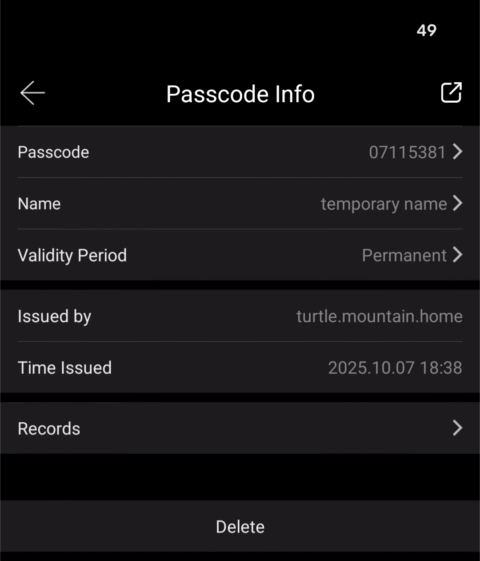 49
Passcode Info
Passcode 07115381
Name temporary name
Validity Period Permanent
Issued by turtle.mountain.home
Time Issued 2025.10.07 18:38
Records
Delete